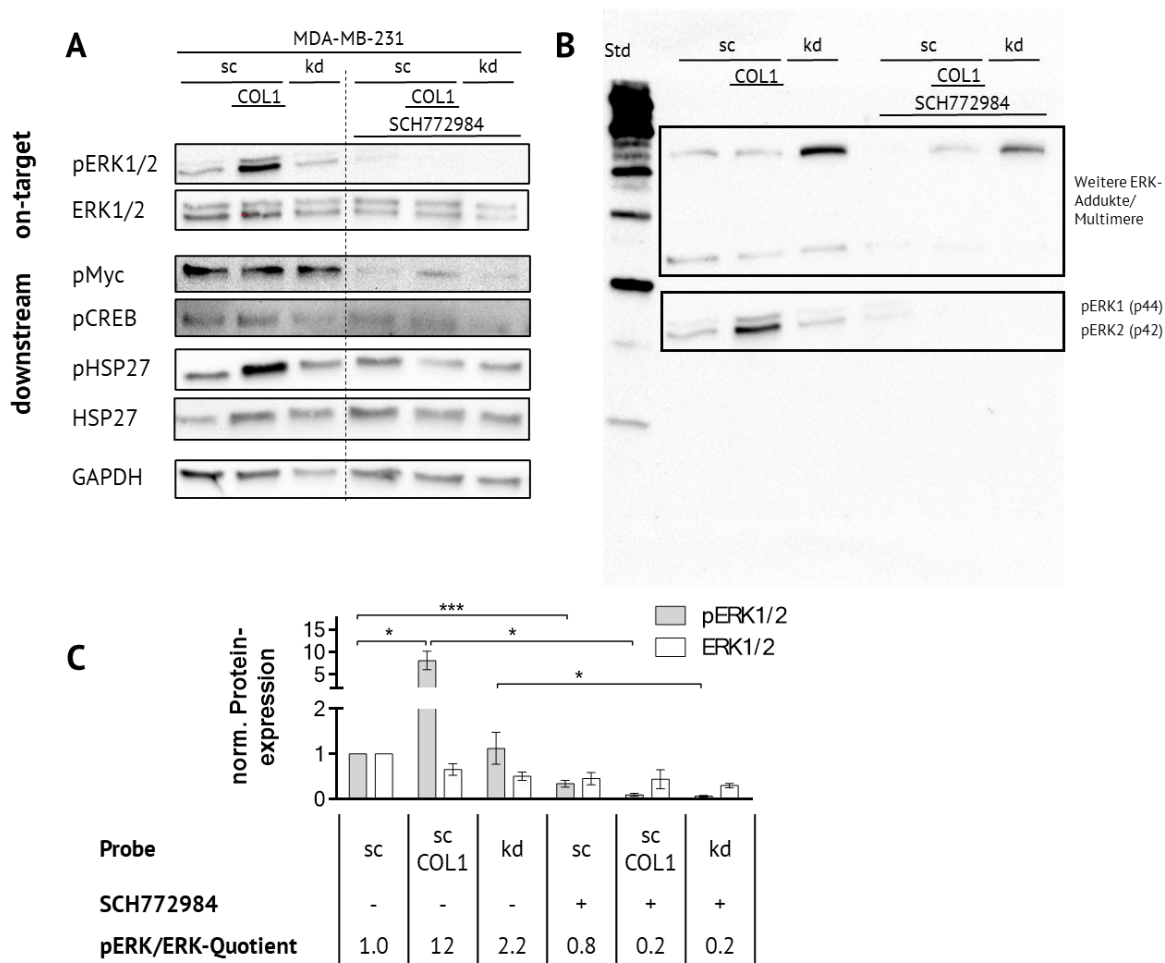 A
MDA-MB-231
sc kd sc kd
COL1 COL1
SCH772984
on-target
pERK1/2
ERK1/2
downstream
pMyc
pCREB
pHSP27
HSP27
GAPDH
B
Std
sc kd sc kd
COL1 COL1
SCH772984
Weitere ERK-
Addukte/
Multimere
pERK1 (p44)
pERK2 (p42)
C
norm. Protein-
expression
15
10
5
2
1
0
*** 
* *
*
pERK1/2
ERK1/2
Probe sc sc COL1 kd sc sc COL1 kd
SCH772984 - - - + + +
pERK/ERK-Quotient 1.0 12 2.2 0.8 0.2 0.2